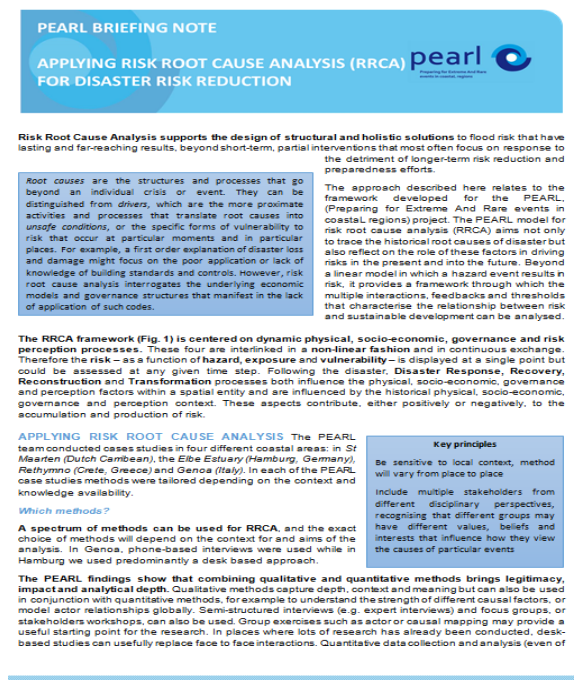 PEARL BRIEFING NOTE
APPLYING RISK ROOT CAUSE ANALYSIS (RRCA)
FOR DISASTER RISK REDUCTION
pearl
Preparing for Extreme And Rare
events in coastal regions
Risk Root Cause Analysis supports the design of structural and holistic solutions to flood risk that have
lasting and far-reaching results, beyond short-term, partial interventions that most often focus on response to
the detriment of longer-term risk reduction and
preparedness efforts.
Root causes are the structures and processes that go
beyond an individual crisis or event. They can be
distinguished from drivers, which are the more proximate
activities and processes that translate root causes into
unsafe conditions, or the specific forms of vulnerability to
risk that occur at particular moments and in particular
places. For example, a first order explanation of disaster loss
and damage might focus on the poor application or lack of
knowledge of building standards and controls. However, risk
root cause analysis interrogates the underlying economic
models and governance structures that manifest in the lack
of application of such codes.
The approach described here relates to the
framework developed for the PEARL,
(Preparing for Extreme And Rare events in
coastaL regions) project. The PEARL model for
risk root cause analysis (RRCA) aims not only
to trace the historical root causes of disaster but
also reflect on the role of these factors in driving
risks in the present and into the future. Beyond
a linear model in which a hazard event results in
risk, it provides a framework through which the
multiple interactions, feedbacks and thresholds
that characterise the relationship between risk
and sustainable development can be analysed.
The RRCA framework (Fig. 1) is centered on dynamic physical, socio-economic, governance and risk
perception processes. These four are interlinked in a non-linear fashion and in continuous exchange.
Therefore the risk – as a function of hazard, exposure and vulnerability – is displayed at a single point but
could be assessed at any given time step. Following the disaster, Disaster Response, Recovery,
Reconstruction and Transformation processes both influence the physical, socio-economic, governance
and perception factors within a spatial entity and are influenced by the historical physical, socio-economic,
governance and perception context. These aspects contribute, either positively or negatively, to the
accumulation and production of risk.
APPLYING RISK ROOT CAUSE ANALYSIS The PEARL
team conducted cases studies in four different coastal areas: in St
Maarten (Dutch Carribean), the Elbe Estuary (Hamburg, Germany),
Rethymno (Crete, Greece) and Genoa (Italy). In each of the PEARL
case studies methods were tailored depending on the context and
knowledge availability.
Which methods?
A spectrum of methods can be used for RRCA, and the exact
choice of methods will depend on the context for and aims of the
analysis. In Genoa, phone-based interviews were used while in
Hamburg we used predominantly a desk based approach.
Key principles
Be sensitive to local context, method
will vary from place to place
Include multiple stakeholders from
different disciplinary perspectives,
recognising that different groups may
have different values, beliefs and
interests that influence how they view
the causes of particular events
The PEARL findings show that combining qualitative and quantitative methods brings legitimacy,
impact and analytical depth. Qualitative methods capture depth, context and meaning but can also be used
in conjunction with quantitative methods, for example to understand the strength of different causal factors, or
model actor relationships globally. Semi-structured interviews (e.g. expert interviews) and focus groups, or
stakeholders workshops, can also be used. Group exercises such as actor or causal mapping may provide a
useful starting point for the research. In places where lots of research has already been conducted, desk-
based studies can usefully replace face to face interactions. Quantitative data collection and analysis (even of